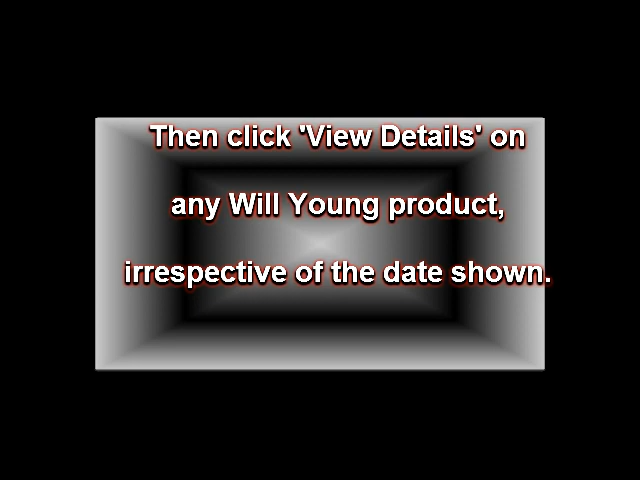 Then click 'View Details' on
any Will Young product,
irrespective of the date shown.